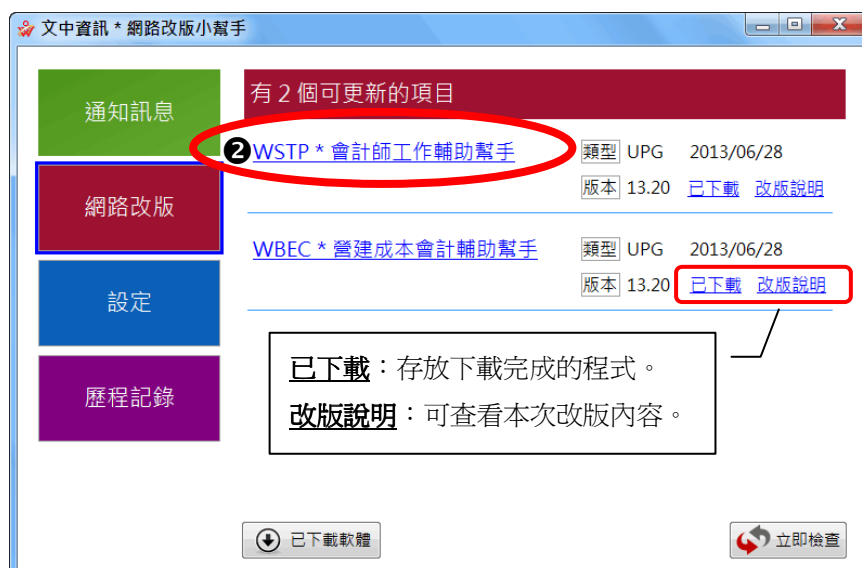 文中資訊 * 網路改版小幫手
通知訊息
網路改版
設定
歷程記錄
有 2 個可更新的項目
❷WSTP * 會計師工作輔助幫手 類型 UPG 2013/06/28
版本 13.20 已下載 改版說明
WBEC * 營建成本會計輔助幫手 類型 UPG 2013/06/28
版本 13.20 已下載 改版說明
已下載：存放下載完成的程式。
改版說明：可查看本次改版內容。
已下載軟體 立即檢查